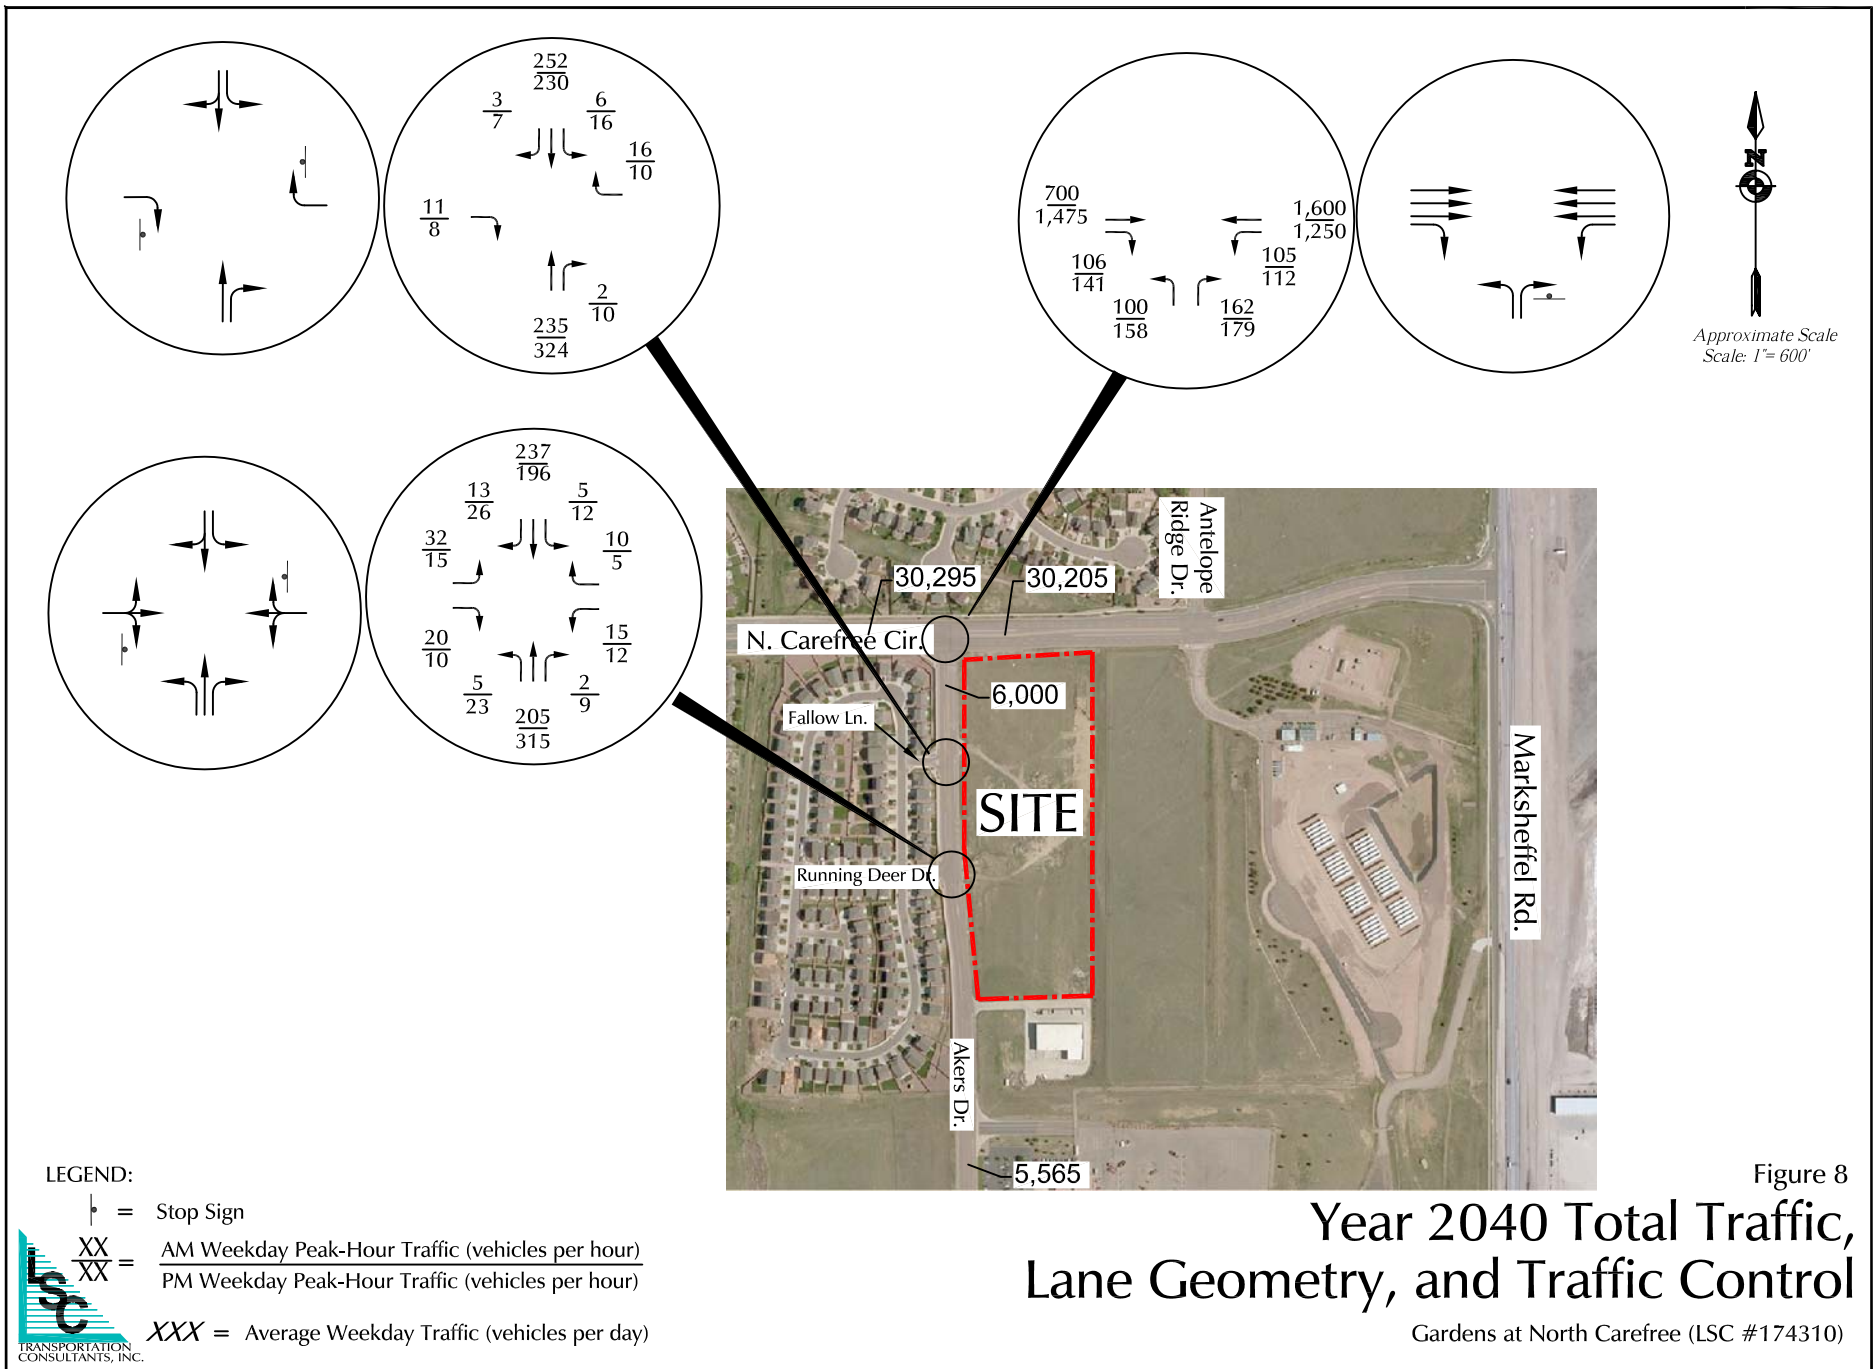 252
230
3
7
6
16
16
10
11
8
2
10
235
324
700
1,475
1,600
1,250
106
141
105
112
100
158
162
179
N
Approximate Scale
Scale: 1"= 600'
237
196
13
26
5
12
32
15
10
5
20
10
15
12
5
23
2
9
205
315
Antelope
Ridge Dr.
30,295
30,205
N. Carefree Cir.
6,000
Fallow Ln.
SITE
Running Deer Dr.
Marksheffel Rd.
Akers Dr.
5,565
LEGEND:
= Stop Sign
XX
XX
=
AM Weekday Peak-Hour Traffic (vehicles per hour)
PM Weekday Peak-Hour Traffic (vehicles per hour)
XXX = Average Weekday Traffic (vehicles per day)
LSC
TRANSPORTATION
CONSULTANTS, INC.
Figure 8
Year 2040 Total Traffic,
Lane Geometry, and Traffic Control
Gardens at North Carefree (LSC #174310)